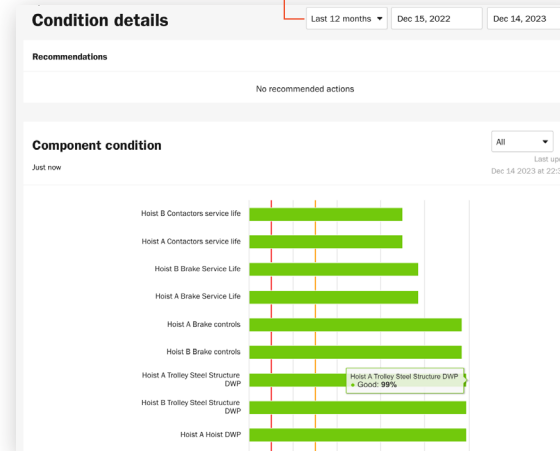 Condition details
Last 12 months
Dec 15, 2022
Dec 14, 2023
Recommendations
No recommended actions
Component condition
All
Just now
Last
Dec 14 2023 at
Hoist B Contactors service life
Hoist A Contactors service life
Hoist B Brake Service Life
Hoist A Brake Service Life
Hoist A Brake controls
Hoist B Brake controls
Hoist A Trolley Steel Structure
DWP
Hoist A Trolley Steel Structure DWP
Good: 99%
Hoist B Trolley Steel Structure
DWP
Hoist A Hoist DWP